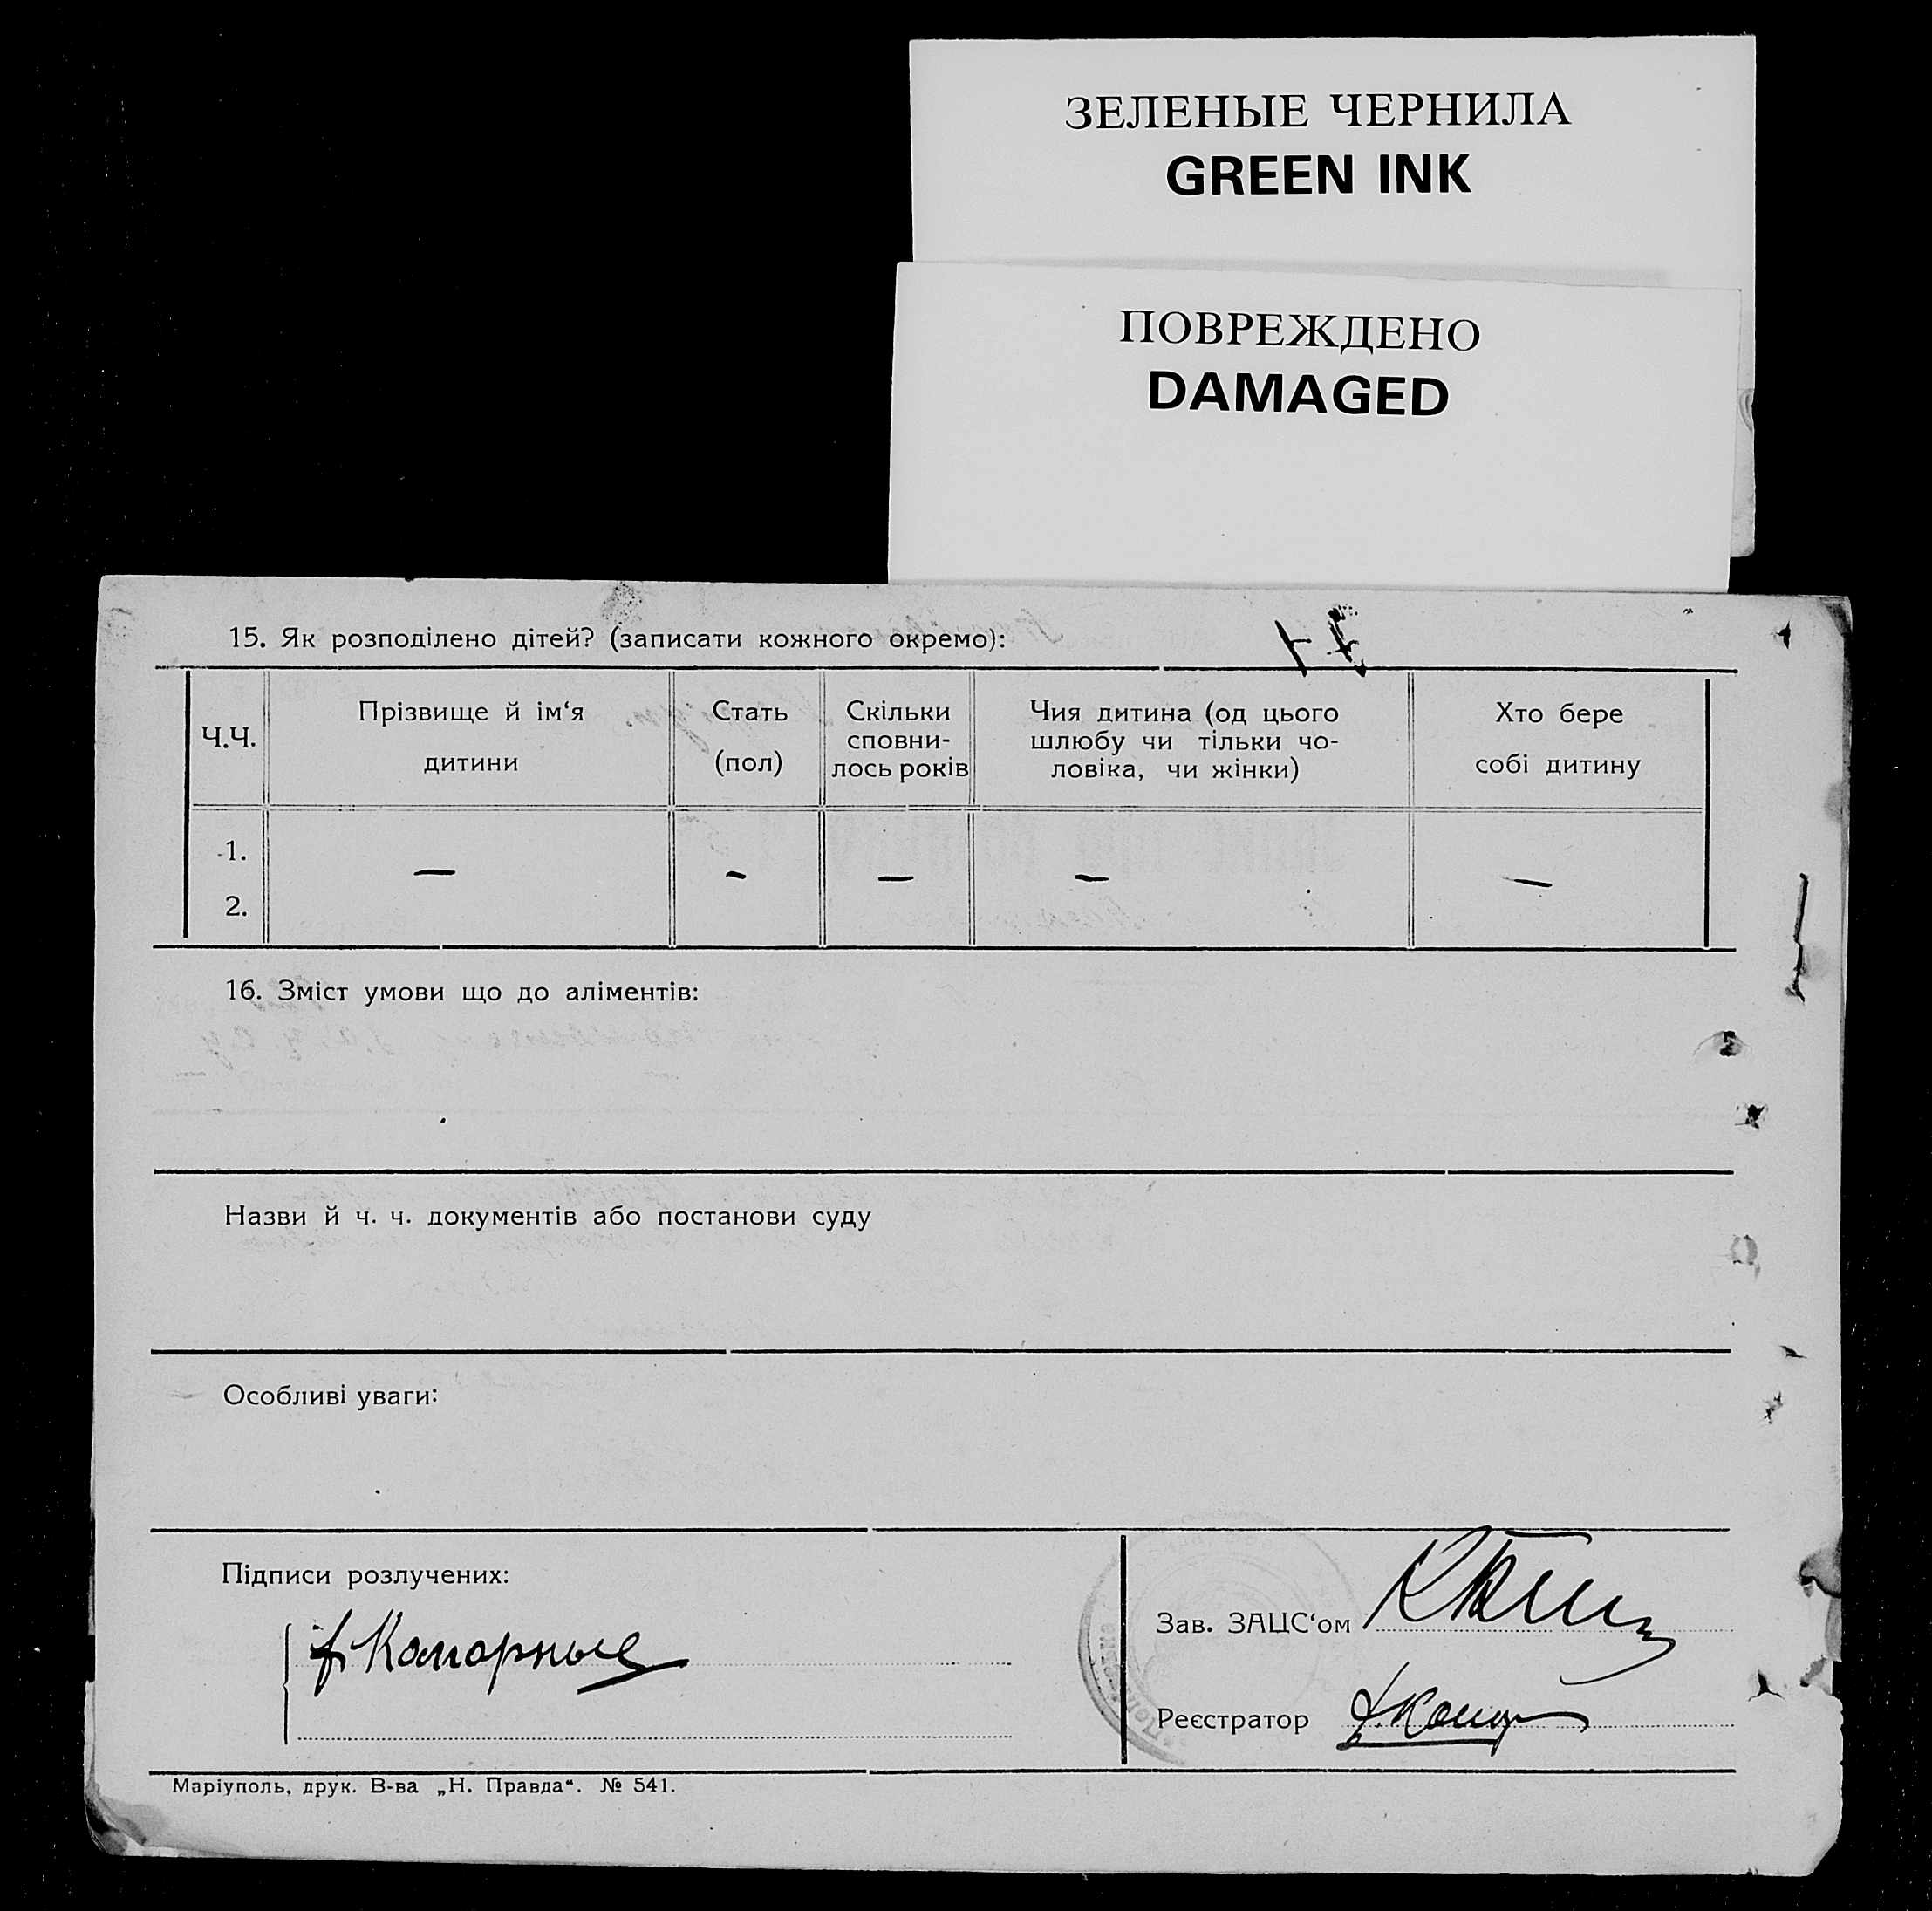 ЗЕЛЕНЫЕ ЧЕРНИЛА
GREEN INK
ПОВРЕЖДЕНО
DAMAGED
15. Як розподілено дітей? (записати кожного окремо):
Ч.Ч.
Прізвище й ім‘я
дитини
Стать
(пол)
Скільки
сповни-
лось років
Чия дитина (од цього
шлюбу чи тільки чо-
ловіка, чи жінки)
Хто бере
собі дитину
1.
— — — — —
2.
16. Зміст умови що до аліментів:
Назви й ч. ч. документів або постанови суду
Особливі уваги:
Підписи розлучених:
Зав. ЗАЦС‘ом
Реєстратор
Маріуполь, друк. В-ва „Н. Правда“. № 541.